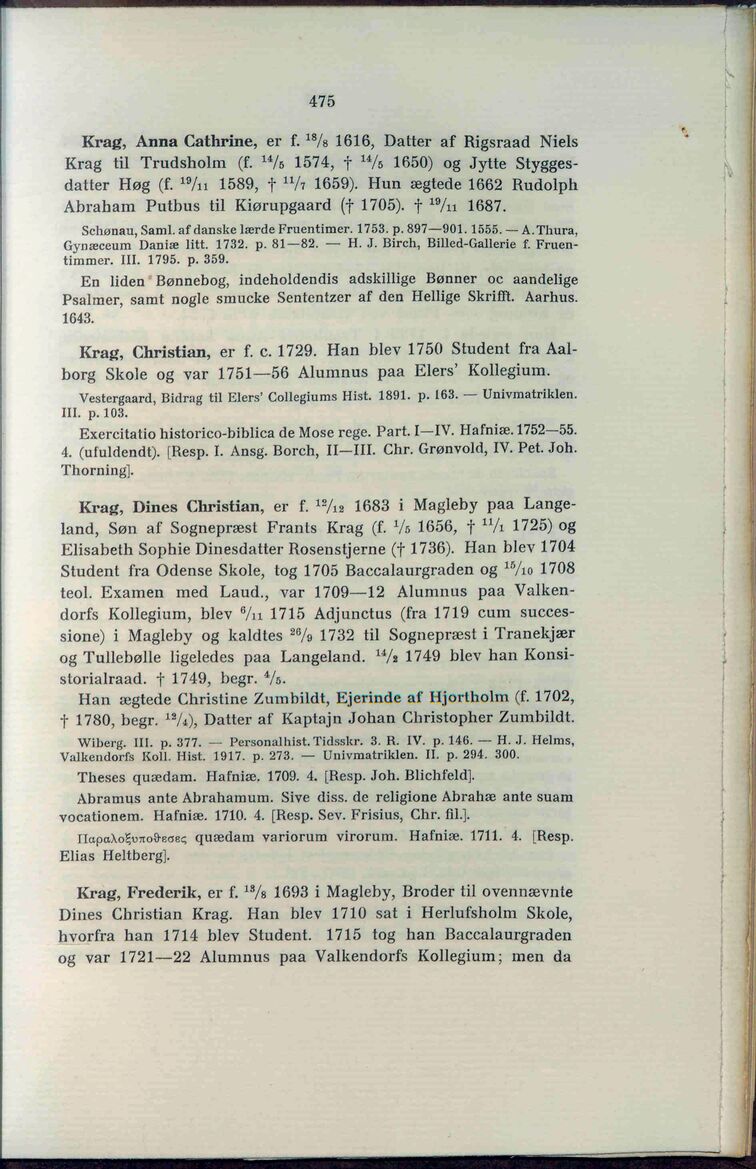 475
Krag, Anna Cathrine, er f. ¹⁸/₈ 1616, Datter af Rigsraad Niels
Krag til Trudsholm (f. ¹⁴/₅ 1574, † ¹⁴/₅ 1650) og Jytte Stygges-
datter Høg (f. ¹⁹/₁₁ 1589, † ¹¹/₇ 1659). Hun ægtede 1662 Rudolph
Abraham Putbus til Kiørupgaard († 1705). † ¹⁹/₁₁ 1687.
Schønau, Saml. af danske lærde Fruentimer. 1753. p. 897—901. 1555. — A. Thura,
Gynæceum Daniæ litt. 1732. p. 81—82. — H. J. Birch, Billed-Gallerie f. Fruen-
timmer. III. 1795. p. 359.
En liden Bønnebog, indeholdendis adskillige Bønner oc aandelige
Psalmer, samt nogle smucke Sententzer af den Hellige Skrifft. Aarhus.
1643.
Krag, Christian, er f. c. 1729. Han blev 1750 Student fra Aal-
borg Skole og var 1751—56 Alumnus paa Elers' Kollegium.
Vestergaard, Bidrag til Elers' Collegiums Hist. 1891. p. 163. — Univmatriklen.
III. p. 103.
Exercitatio historico-biblica de Mose rege. Part. I—IV. Hafniæ. 1752—55.
4. (ufuldendt). [Resp. I. Ansg. Borch, II—III. Chr. Grønvold, IV. Pet. Joh.
Thorning].
Krag, Dines Christian, er f. ¹²/₁₂ 1683 i Magleby paa Lange-
land, Søn af Sognepræst Frants Krag (f. ¹/₅ 1656, † ¹¹/₁ 1725) og
Elisabeth Sophie Dinesdatter Rosenstjerne († 1736). Han blev 1704
Student fra Odense Skole, tog 1705 Baccalaurgraden og ¹⁵/₁₀ 1708
teol. Examen med Laud., var 1709—12 Alumnus paa Valken-
dorfs Kollegium, blev ⁶/₁₁ 1715 Adjunctus (fra 1719 cum succes-
sione) i Magleby og kaldtes ²⁶/₉ 1732 til Sognepræst i Tranekjær
og Tullebølle ligeledes paa Langeland. ¹⁴/₂ 1749 blev han Konsi-
storialraad. † 1749, begr. ⁴/₅.
Han ægtede Christine Zumbildt, Ejerinde af Hjortholm (f. 1702,
† 1780, begr. ¹²/₄), Datter af Kaptajn Johan Christopher Zumbildt.
Wiberg. III. p. 377. — Personalhist. Tidsskr. 3. R. IV. p. 146. — H. J. Helms,
Valkendorfs Koll. Hist. 1917. p. 273. — Univmatriklen. II. p. 294. 300.
Theses quædam. Hafniæ. 1709. 4. [Resp. Joh. Blichfeld].
Abramus ante Abrahamum. Sive diss. de religione Abrahæ ante suam
vocationem. Hafniæ. 1710. 4. [Resp. Sev. Frisius, Chr. fil.].
Παραλοξυποθεσες quædam variorum virorum. Hafniæ. 1711. 4. [Resp.
Elias Heltberg].
Krag, Frederik, er f. ¹⁸/₈ 1693 i Magleby, Broder til ovennævnte
Dines Christian Krag. Han blev 1710 sat i Herlufsholm Skole,
hvorfra han 1714 blev Student. 1715 tog han Baccalaurgraden
og var 1721—22 Alumnus paa Valkendorfs Kollegium; men da